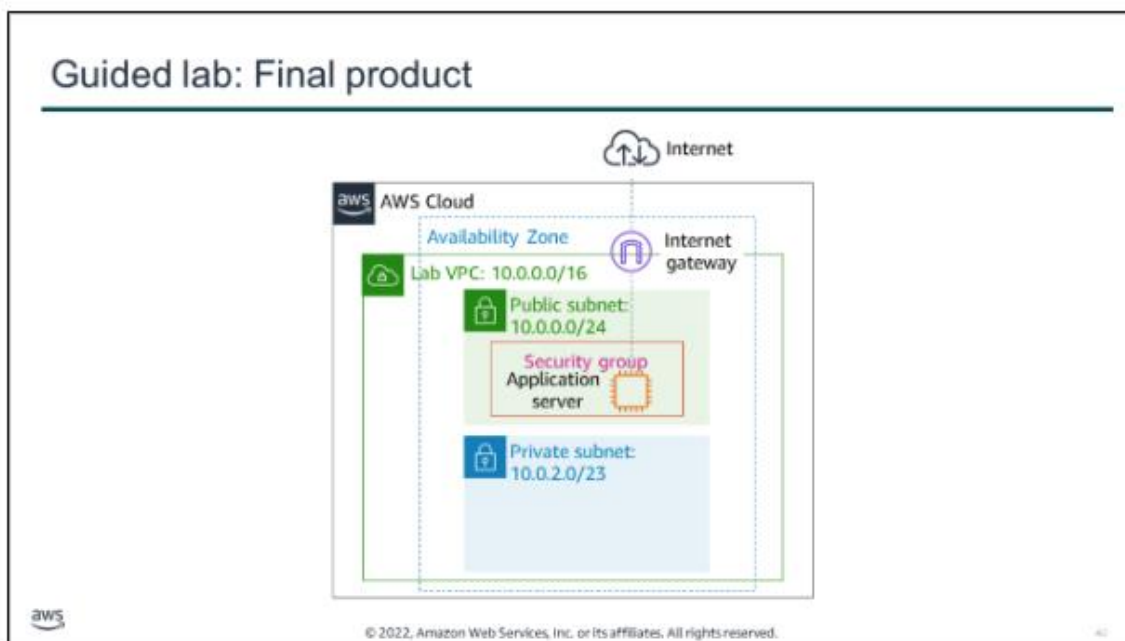 Guided lab: Final product
Internet
aws
AWS Cloud
Availability Zone
Internet
gateway
Lab VPC: 10.0.0.0/16
Public subnet:
10.0.0.0/24
Security group
Application
server
Private subnet:
10.0.2.0/23
aws
© 2022, Amazon Web Services, Inc. or its affiliates. All rights reserved.